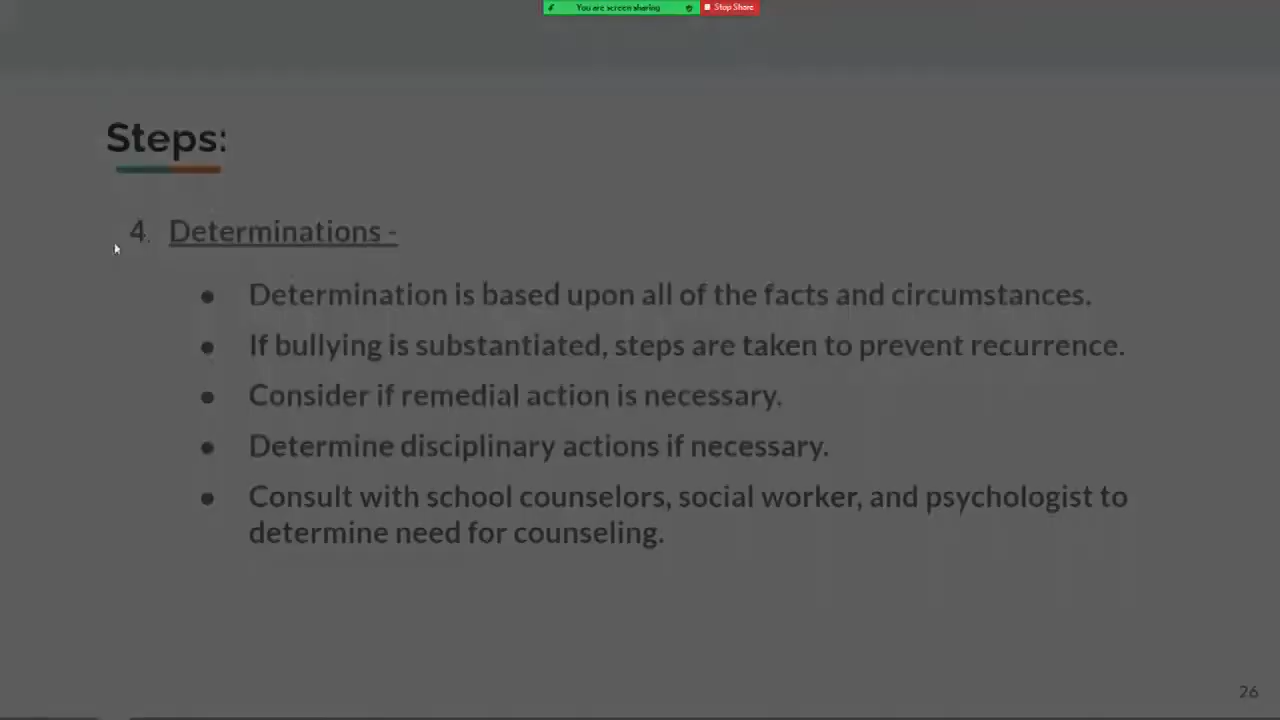 You are screen sharing
Stop Share
Steps:
4. Determinations -
● Determination is based upon all of the facts and circumstances.
● If bullying is substantiated, steps are taken to prevent recurrence.
● Consider if remedial action is necessary.
● Determine disciplinary actions if necessary.
● Consult with school counselors, social worker, and psychologist to
determine need for counseling.
26